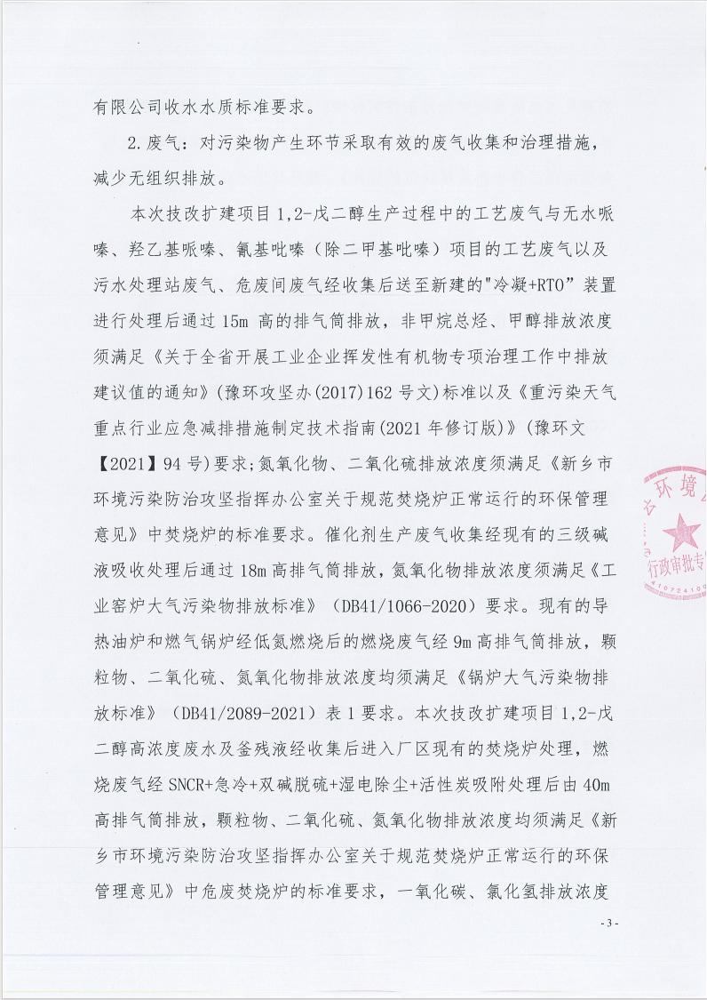 有限公司收水水质标准要求。
2.废气：对污染物产生环节采取有效的废气收集和治理措施，
减少无组织排放。
本次技改扩建项目1,2-戊二醇生产过程中的工艺废气与无水哌
嗪、羟乙基哌嗪、氰基吡嗪（除二甲基吡嗪）项目的工艺废气以及
污水处理站废气、危废间废气经收集后送至新建的"冷凝+RTO”装置
进行处理后通过15m 高的排气筒排放，非甲烷总烃、甲醇排放浓度
须满足《关于全省开展工业企业挥发性有机物专项治理工作中排放
建议值的通知》(豫环攻坚办(2017)162号文)标准以及《重污染天气
重点行业应急减排措施制定技术指南(2021年修订版)》(豫环文
【2021】94号)要求;氮氧化物、二氧化硫排放浓度须满足《新乡市
环境污染防治攻坚指挥办公室关于规范焚烧炉正常运行的环保管理
意见》中焚烧炉的标准要求。催化剂生产废气收集经现有的三级碱
液吸收处理后通过18m高排气筒排放，氮氧化物排放浓度须满足《工
业窑炉大气污染物排放标准》（DB41/1066-2020）要求。现有的导
热油炉和燃气锅炉经低氮燃烧后的燃烧废气经9m高排气筒排放，颗
粒物、二氧化硫、氮氧化物排放浓度均须满足《锅炉大气污染物排
放标准》（DB41/2089-2021）表1要求。本次技改扩建项目1,2-戊
二醇高浓度废水及釜残液经收集后进入厂区现有的焚烧炉处理，燃
烧废气经SNCR+急冷+双碱脱硫+湿电除尘+活性炭吸附处理后由40m
高排气筒排放，颗粒物、二氧化硫、氮氧化物排放浓度均须满足《新
乡市环境污染防治攻坚指挥办公室关于规范焚烧炉正常运行的环保
管理意见》中危废焚烧炉的标准要求，一氧化碳、氯化氢排放浓度
环境
行政审批专
410724100
- 3 -